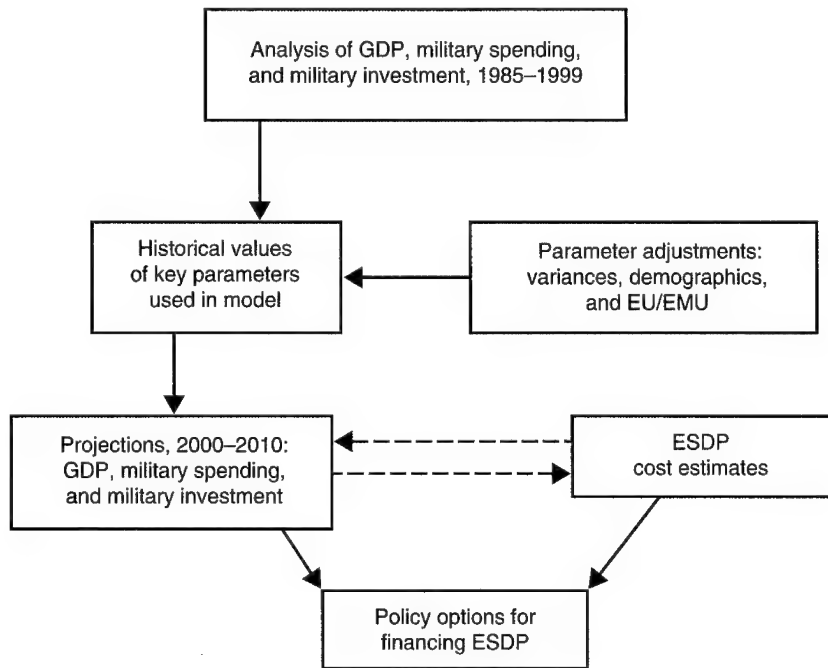 Analysis of GDP, military spending,
and military investment, 1985–1999
Historical values
of key parameters
used in model
Parameter adjustments:
variances, demographics,
and EU/EMU
Projections, 2000–2010:
GDP, military spending,
and military investment
ESDP
cost estimates
Policy options for
financing ESDP